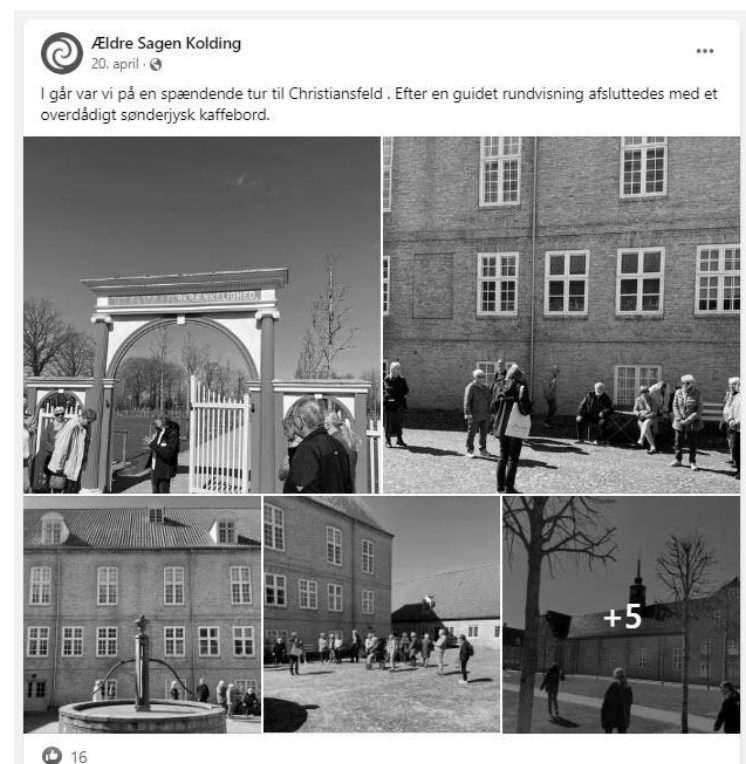 Ældre Sagen Kolding
20. april ·
I går var vi på en spændende tur til Christiansfeld . Efter en guidet rundvisning afsluttedes med et
overdådigt sønderjysk kaffebord.
+5
16